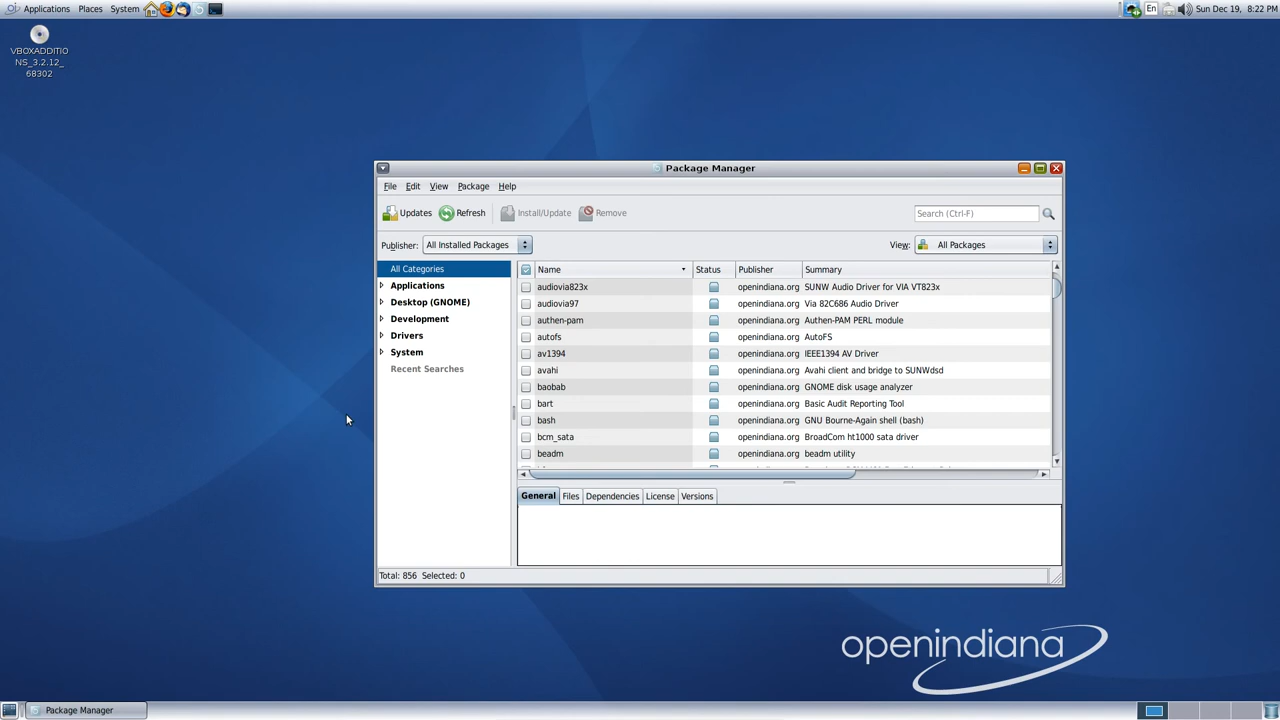 Applications Places System En Sun Dec 19, 8:22 PM
VBOXADDITIO
NS_3.2.12_
68302
Package Manager
File Edit View Package Help
Updates Refresh Install/Update Remove Search (Ctrl-F)
Publisher: All Installed Packages View: All Packages
All Categories
Applications
Desktop (GNOME)
Development
Drivers
System
Recent Searches
Name Status Publisher Summary
audiovia823x openindiana.org SUNW Audio Driver for VIA VT823x
audiovia97 openindiana.org Via 82C686 Audio Driver
authen-pam openindiana.org Authen-PAM PERL module
autofs openindiana.org AutoFS
av1394 openindiana.org IEEE1394 AV Driver
avahi openindiana.org Avahi client and bridge to SUNWdsd
baobab openindiana.org GNOME disk usage analyzer
bart openindiana.org Basic Audit Reporting Tool
bash openindiana.org GNU Bourne-Again shell (bash)
bcm_sata openindiana.org BroadCom ht1000 sata driver
beadm openindiana.org beadm utility
General Files Dependencies License Versions
Total: 856 Selected: 0
openindiana
Package Manager